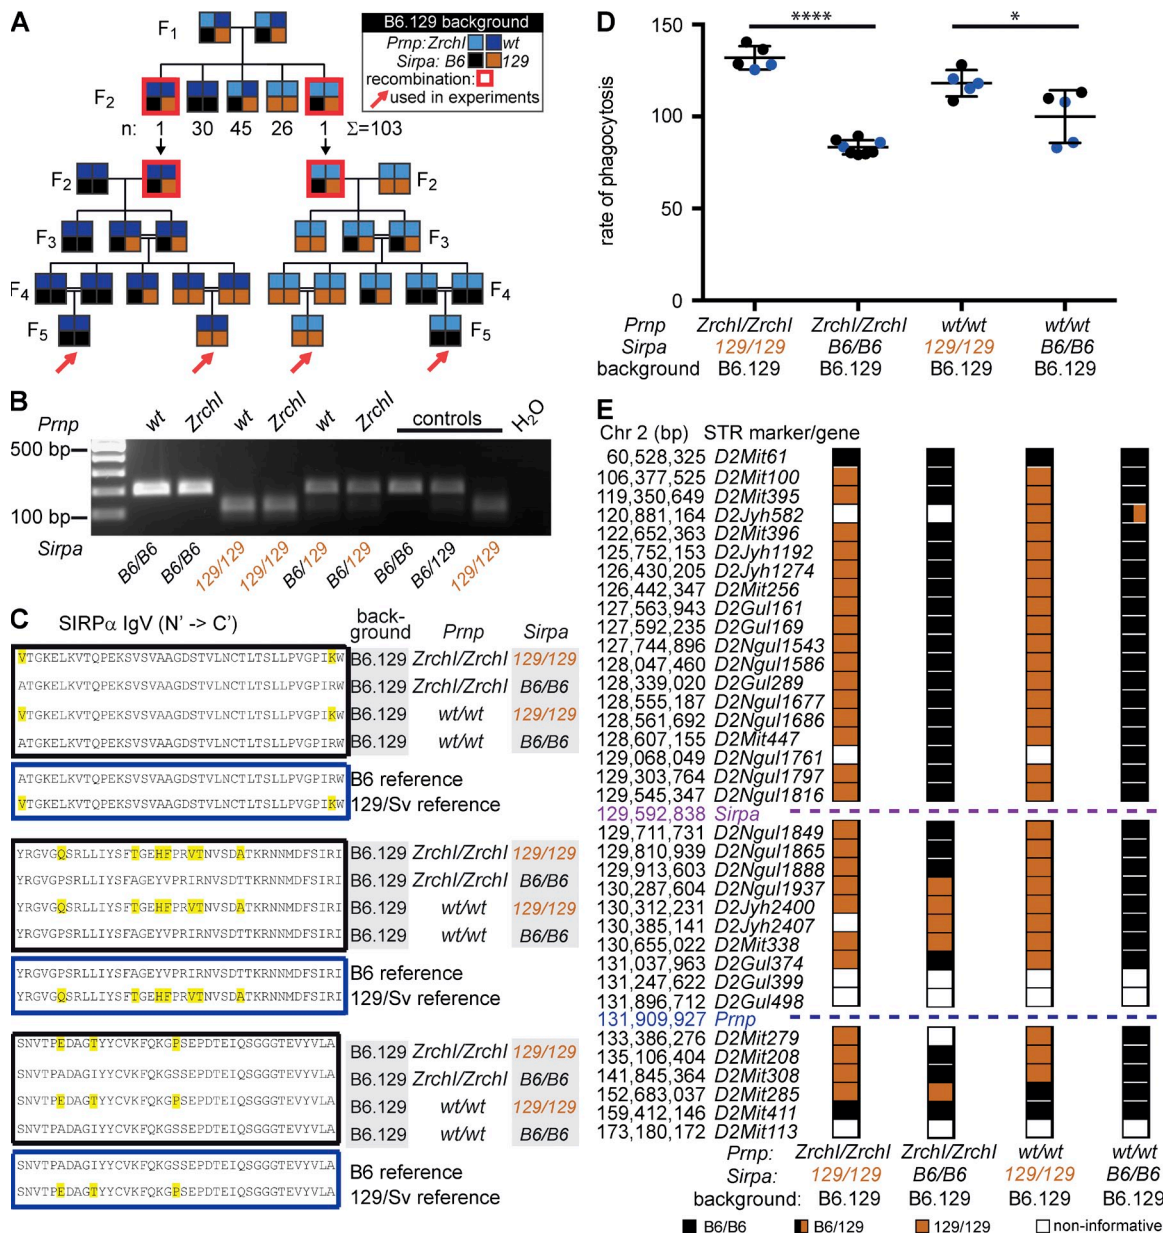 A
F1
B6.129 background
Prnp: ZrchI wt
Sirpa: B6 129
recombination:
used in experiments
F2
n: 1 30 45 26 1 Σ=103
F2 F2
F3 F3
F4 F4
F5 F5
B
Prnp wt ZrchI wt ZrchI wt ZrchI controls H2O
500 bp
100 bp
Sirpa B6/B6 B6/B6 129/129 129/129 B6/129 B6/129 B6/B6 B6/129 129/129
C
SIRPα IgV (N' -> C') back-ground Prnp Sirpa
VTGKELKVTQPEKSVSVAAGDSTVLNCTLTSLLPVGPIKW B6.129 ZrchI/ZrchI 129/129
ATGKELKVTQPEKSVSVAAGDSTVLNCTLTSLLPVGPIRW B6.129 ZrchI/ZrchI B6/B6
VTGKELKVTQPEKSVSVAAGDSTVLNCTLTSLLPVGPIKW B6.129 wt/wt 129/129
ATGKELKVTQPEKSVSVAAGDSTVLNCTLTSLLPVGPIRW B6.129 wt/wt B6/B6
ATGKELKVTQPEKSVSVAAGDSTVLNCTLTSLLPVGPIRW B6 reference
VTGKELKVTQPEKSVSVAAGDSTVLNCTLTSLLPVGPIKW 129/Sv reference
YRGVGQSRLLIYSFTGEHFPRVTNVSDATKRNNMDFSIRI B6.129 ZrchI/ZrchI 129/129
YRGVGPSRLLIYSFAGEYVPRIRNVSDTTKRNNMDFSIRI B6.129 ZrchI/ZrchI B6/B6
YRGVGQSRLLIYSFTGEHFPRVTNVSDATKRNNMDFSIRI B6.129 wt/wt 129/129
YRGVGPSRLLIYSFAGEYVPRIRNVSDTTKRNNMDFSIRI B6.129 wt/wt B6/B6
YRGVGPSRLLIYSFAGEYVPRIRNVSDTTKRNNMDFSIRI B6 reference
YRGVGQSRLLIYSFTGEHFPRVTNVSDATKRNNMDFSIRI 129/Sv reference
SNVTPEDAGTYYCVKFQKGPSEPDTEIQSGGGTEVYVLA B6.129 ZrchI/ZrchI 129/129
SNVTPADAGIYYCVKFQKGSSEPDTEIQSGGGTEVYVLA B6.129 ZrchI/ZrchI B6/B6
SNVTPEDAGTYYCVKFQKGPSEPDTEIQSGGGTEVYVLA B6.129 wt/wt 129/129
SNVTPADAGIYYCVKFQKGSSEPDTEIQSGGGTEVYVLA B6.129 wt/wt B6/B6
SNVTPADAGIYYCVKFQKGSSEPDTEIQSGGGTEVYVLA B6 reference
SNVTPEDAGTYYCVKFQKGPSEPDTEIQSGGGTEVYVLA 129/Sv reference
D
rate of phagocytosis
150
100
50
0
**** *
Prnp ZrchI/ZrchI ZrchI/ZrchI wt/wt wt/wt
Sirpa 129/129 B6/B6 129/129 B6/B6
background B6.129 B6.129 B6.129 B6.129
E
Chr 2 (bp) STR marker/gene
60,528,325 D2Mit61
106,377,525 D2Mit100
119,350,649 D2Mit395
120,881,164 D2Jyh582
122,652,363 D2Mit396
125,752,153 D2Jyh1192
126,430,205 D2Jyh1274
126,442,347 D2Mit256
127,563,943 D2Gul161
127,592,235 D2Gul169
127,744,896 D2Ngul1543
128,047,460 D2Ngul1586
128,339,020 D2Gul289
128,555,187 D2Ngul1677
128,561,692 D2Ngul1686
128,607,155 D2Mit447
129,068,049 D2Ngul1761
129,303,764 D2Ngul1797
129,545,347 D2Ngul1816
129,592,838 Sirpa
129,711,731 D2Ngul1849
129,810,939 D2Ngul1865
129,913,603 D2Ngul1888
130,287,604 D2Ngul1937
130,312,231 D2Jyh2400
130,385,141 D2Jyh2407
130,655,022 D2Mit338
131,037,963 D2Gul374
131,247,622 D2Gul399
131,896,712 D2Gul498
131,909,927 Prnp
133,386,276 D2Mit279
135,106,404 D2Mit208
141,845,364 D2Mit308
152,683,037 D2Mit285
159,412,146 D2Mit411
173,180,172 D2Mit113
Prnp: ZrchI/ZrchI ZrchI/ZrchI wt/wt wt/wt
Sirpa: 129/129 B6/B6 129/129 B6/B6
background: B6.129 B6.129 B6.129 B6.129
B6/B6 B6/129 129/129 non-informative